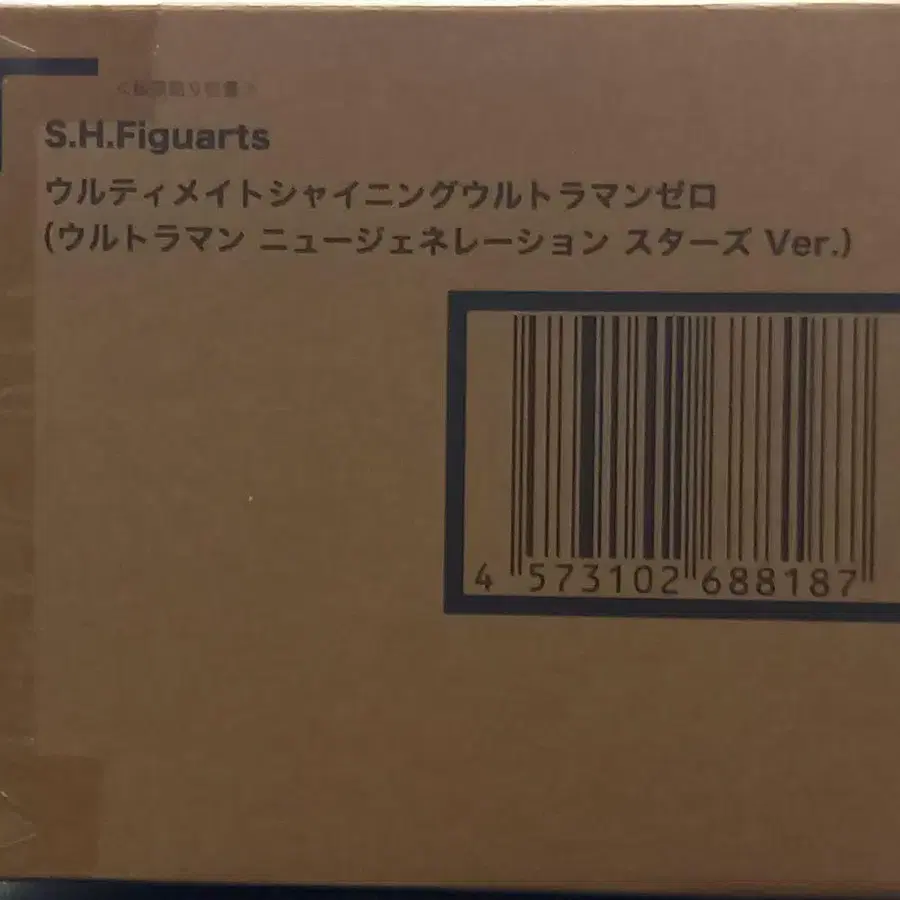 S.H.Figuarts
ウルティメイトシャイニングウルトラマンゼロ
(ウルトラマン ニュージェネレーション スターズ Ver.)
4 573102 688187